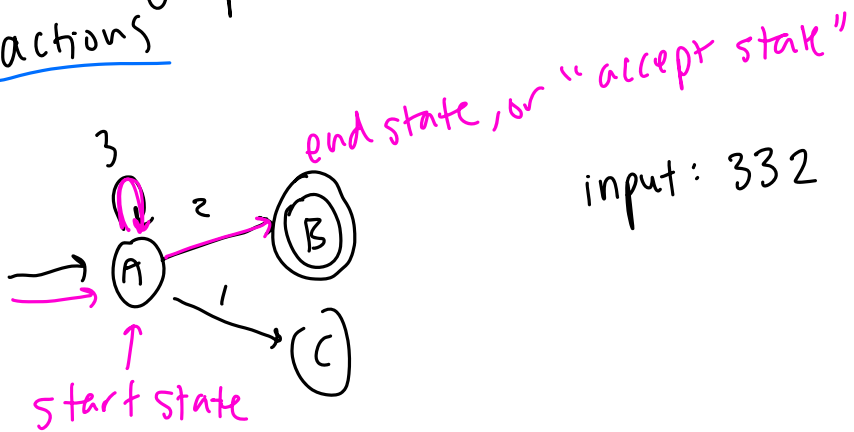 actions
end state, or "accept state"
3
2
input: 332
B
A
1
C
start state